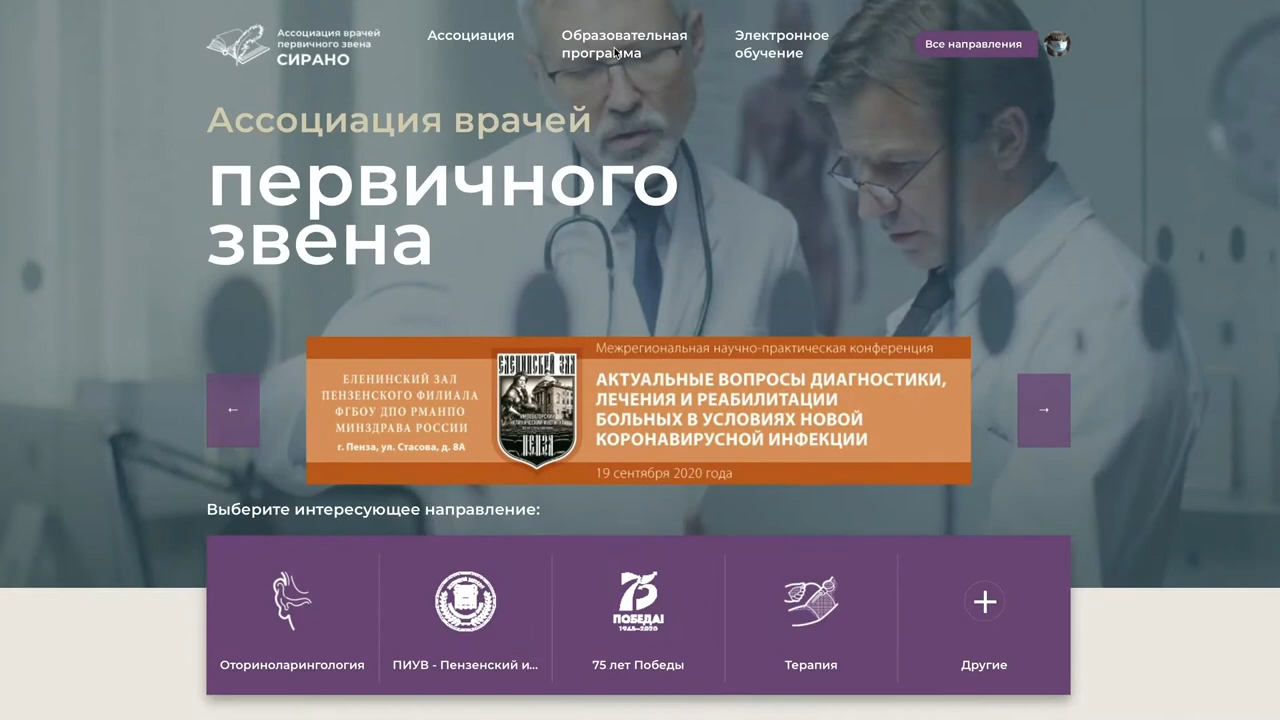 Ассоциация врачей
первичного звена
СИРАНО
Ассоциация
Образовательная
программа
Электронное
обучение
Все направления
Ассоциация врачей
первичного
звена
ЕЛЕНИНСКИЙ ЗАЛ
ПЕНЗЕНСКОГО ФИЛИАЛА
ФГБОУ ДПО РМАНПО
МИНЗДРАВА РОССИИ
г. Пенза, ул. Стасова, д. 8А
ЕЛЕНИНСКИЙ ЗАЛ
ПЕНЗА
Межрегиональная научно-практическая конференция
АКТУАЛЬНЫЕ ВОПРОСЫ ДИАГНОСТИКИ,
ЛЕЧЕНИЯ И РЕАБИЛИТАЦИИ
БОЛЬНЫХ В УСЛОВИЯХ НОВОЙ
КОРОНАВИРУСНОЙ ИНФЕКЦИИ
19 сентября 2020 года
←
→
Выберите интересующее направление:
75
ПОБЕДА!
1945–2020
Оториноларингология
ПИУВ - Пензенский и...
75 лет Победы
Терапия
Другие